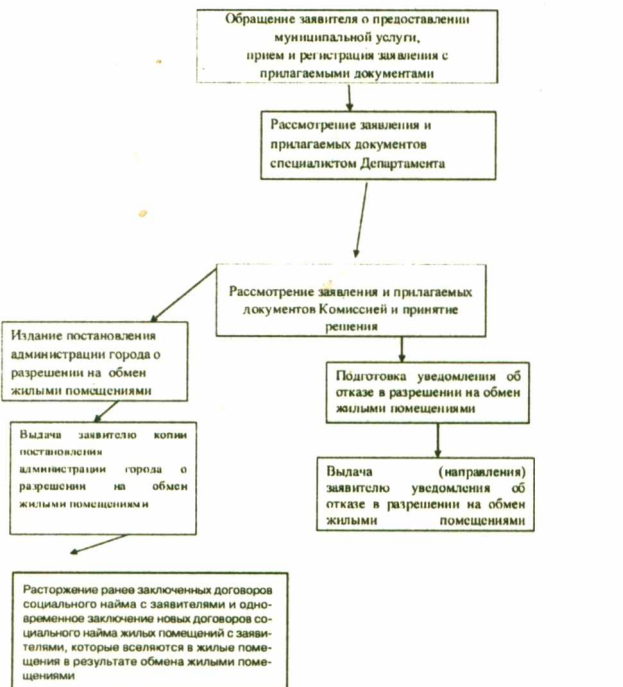 Обращение заявителя о предоставлении
муниципальной услуги,
прием и регистрация заявления с
прилагаемыми документами
Рассмотрение заявления и
прилагаемых документов
специалистом Департамента
Рассмотрение заявления и прилагаемых
документов Комиссией и принятие
решения
Издание постановления
администрации города о
разрешении на обмен
жилыми помещениями
Подготовка уведомления об
отказе в разрешении на обмен
жилыми помещениями
Выдача заявителю копии
постановления
администрации города о
разрешении на обмен
жилыми помещениями
Выдача (направления)
заявителю уведомления об
отказе в разрешении на обмен
жилыми помещениями
Расторжение ранее заключенных договоров
социального найма с заявителями и одно-
временное заключение новых договоров со-
циального найма жилых помещений с заяви-
телями, которые вселяются в жилые поме-
щения в результате обмена жилыми поме-
щениями